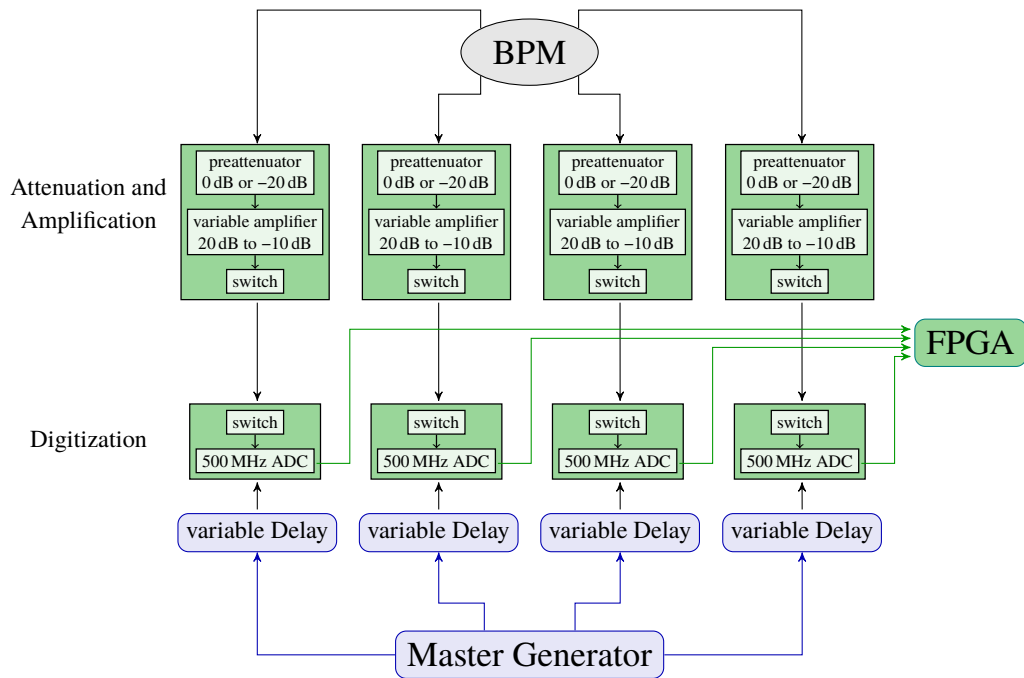 BPM
Attenuation and
Amplification
preattenuator
0 dB or −20 dB
variable amplifier
20 dB to −10 dB
switch
preattenuator
0 dB or −20 dB
variable amplifier
20 dB to −10 dB
switch
preattenuator
0 dB or −20 dB
variable amplifier
20 dB to −10 dB
switch
preattenuator
0 dB or −20 dB
variable amplifier
20 dB to −10 dB
switch
FPGA
Digitization
switch
500 MHz ADC
switch
500 MHz ADC
switch
500 MHz ADC
switch
500 MHz ADC
variable Delay
variable Delay
variable Delay
variable Delay
Master Generator